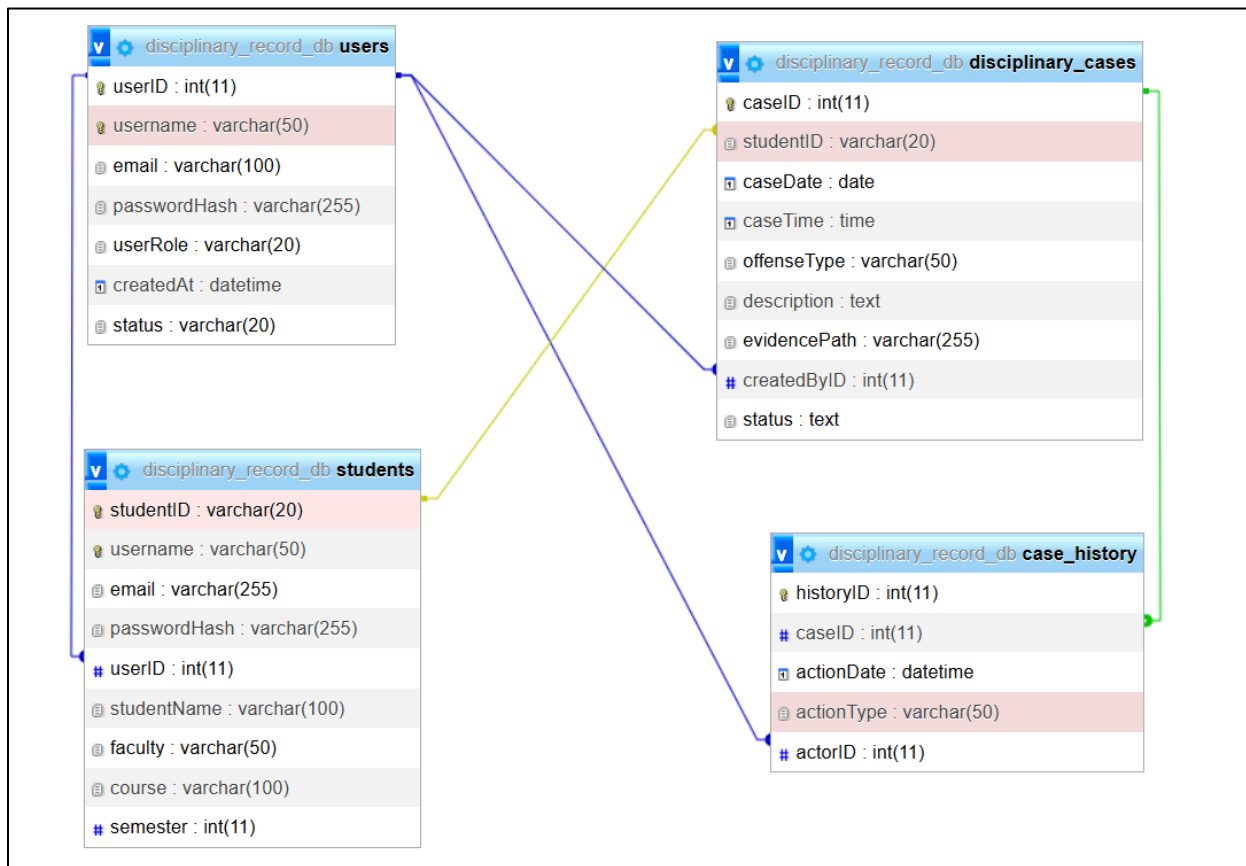 v disciplinary_record_db users
userID : int(11)
username : varchar(50)
email : varchar(100)
passwordHash : varchar(255)
userRole : varchar(20)
createdAt : datetime
status : varchar(20)
v disciplinary_record_db disciplinary_cases
caseID : int(11)
studentID : varchar(20)
caseDate : date
caseTime : time
offenseType : varchar(50)
description : text
evidencePath : varchar(255)
# createdByID : int(11)
status : text
v disciplinary_record_db students
studentID : varchar(20)
username : varchar(50)
email : varchar(255)
passwordHash : varchar(255)
# userID : int(11)
studentName : varchar(100)
faculty : varchar(50)
course : varchar(100)
# semester : int(11)
v disciplinary_record_db case_history
historyID : int(11)
# caseID : int(11)
actionDate : datetime
actionType : varchar(50)
# actorID : int(11)